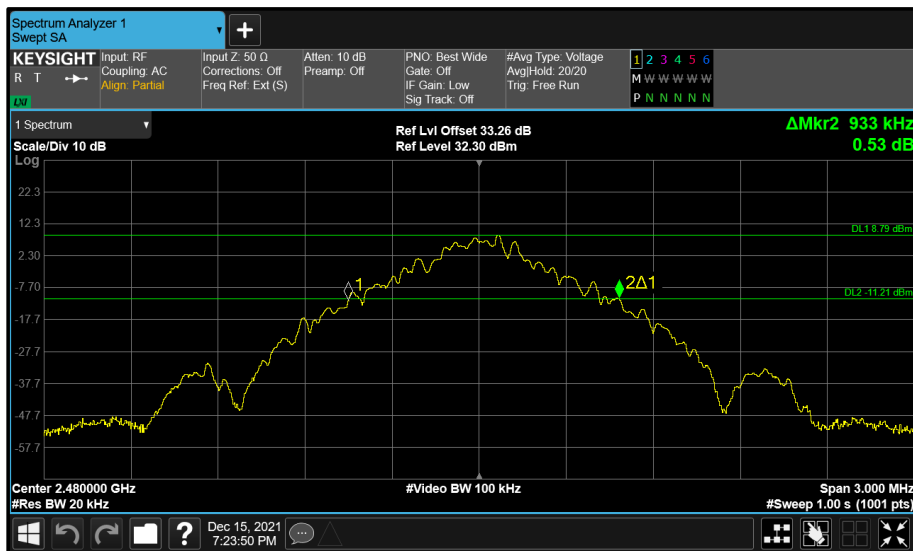 Spectrum Analyzer 1
Swept SA
+
KEYSIGHT
R T
LXI
Input: RF
Coupling: AC
Align: Partial
Input Z: 50 Ω
Corrections: Off
Freq Ref: Ext (S)
Atten: 10 dB
Preamp: Off
PNO: Best Wide
Gate: Off
IF Gain: Low
Sig Track: Off
#Avg Type: Voltage
Avg|Hold: 20/20
Trig: Free Run
1 2 3 4 5 6
M W W W W W
P N N N N N
1 Spectrum
Scale/Div 10 dB
Ref Lvl Offset 33.26 dB
Ref Level 32.30 dBm
ΔMkr2 933 kHz
0.53 dB
Log
22.3
12.3
DL1 8.79 dBm
2.30
-7.70
1
2Δ1
DL2 -11.21 dBm
-17.7
-27.7
-37.7
-47.7
-57.7
Center 2.480000 GHz
#Video BW 100 kHz
Span 3.000 MHz
#Res BW 20 kHz
#Sweep 1.00 s (1001 pts)
?
Dec 15, 2021
7:23:50 PM